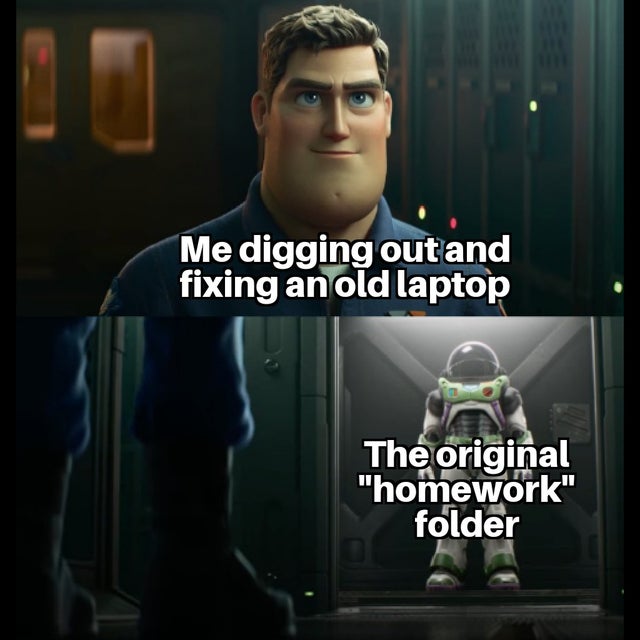 Me digging out and
fixing an old laptop
The original
"homework"
folder